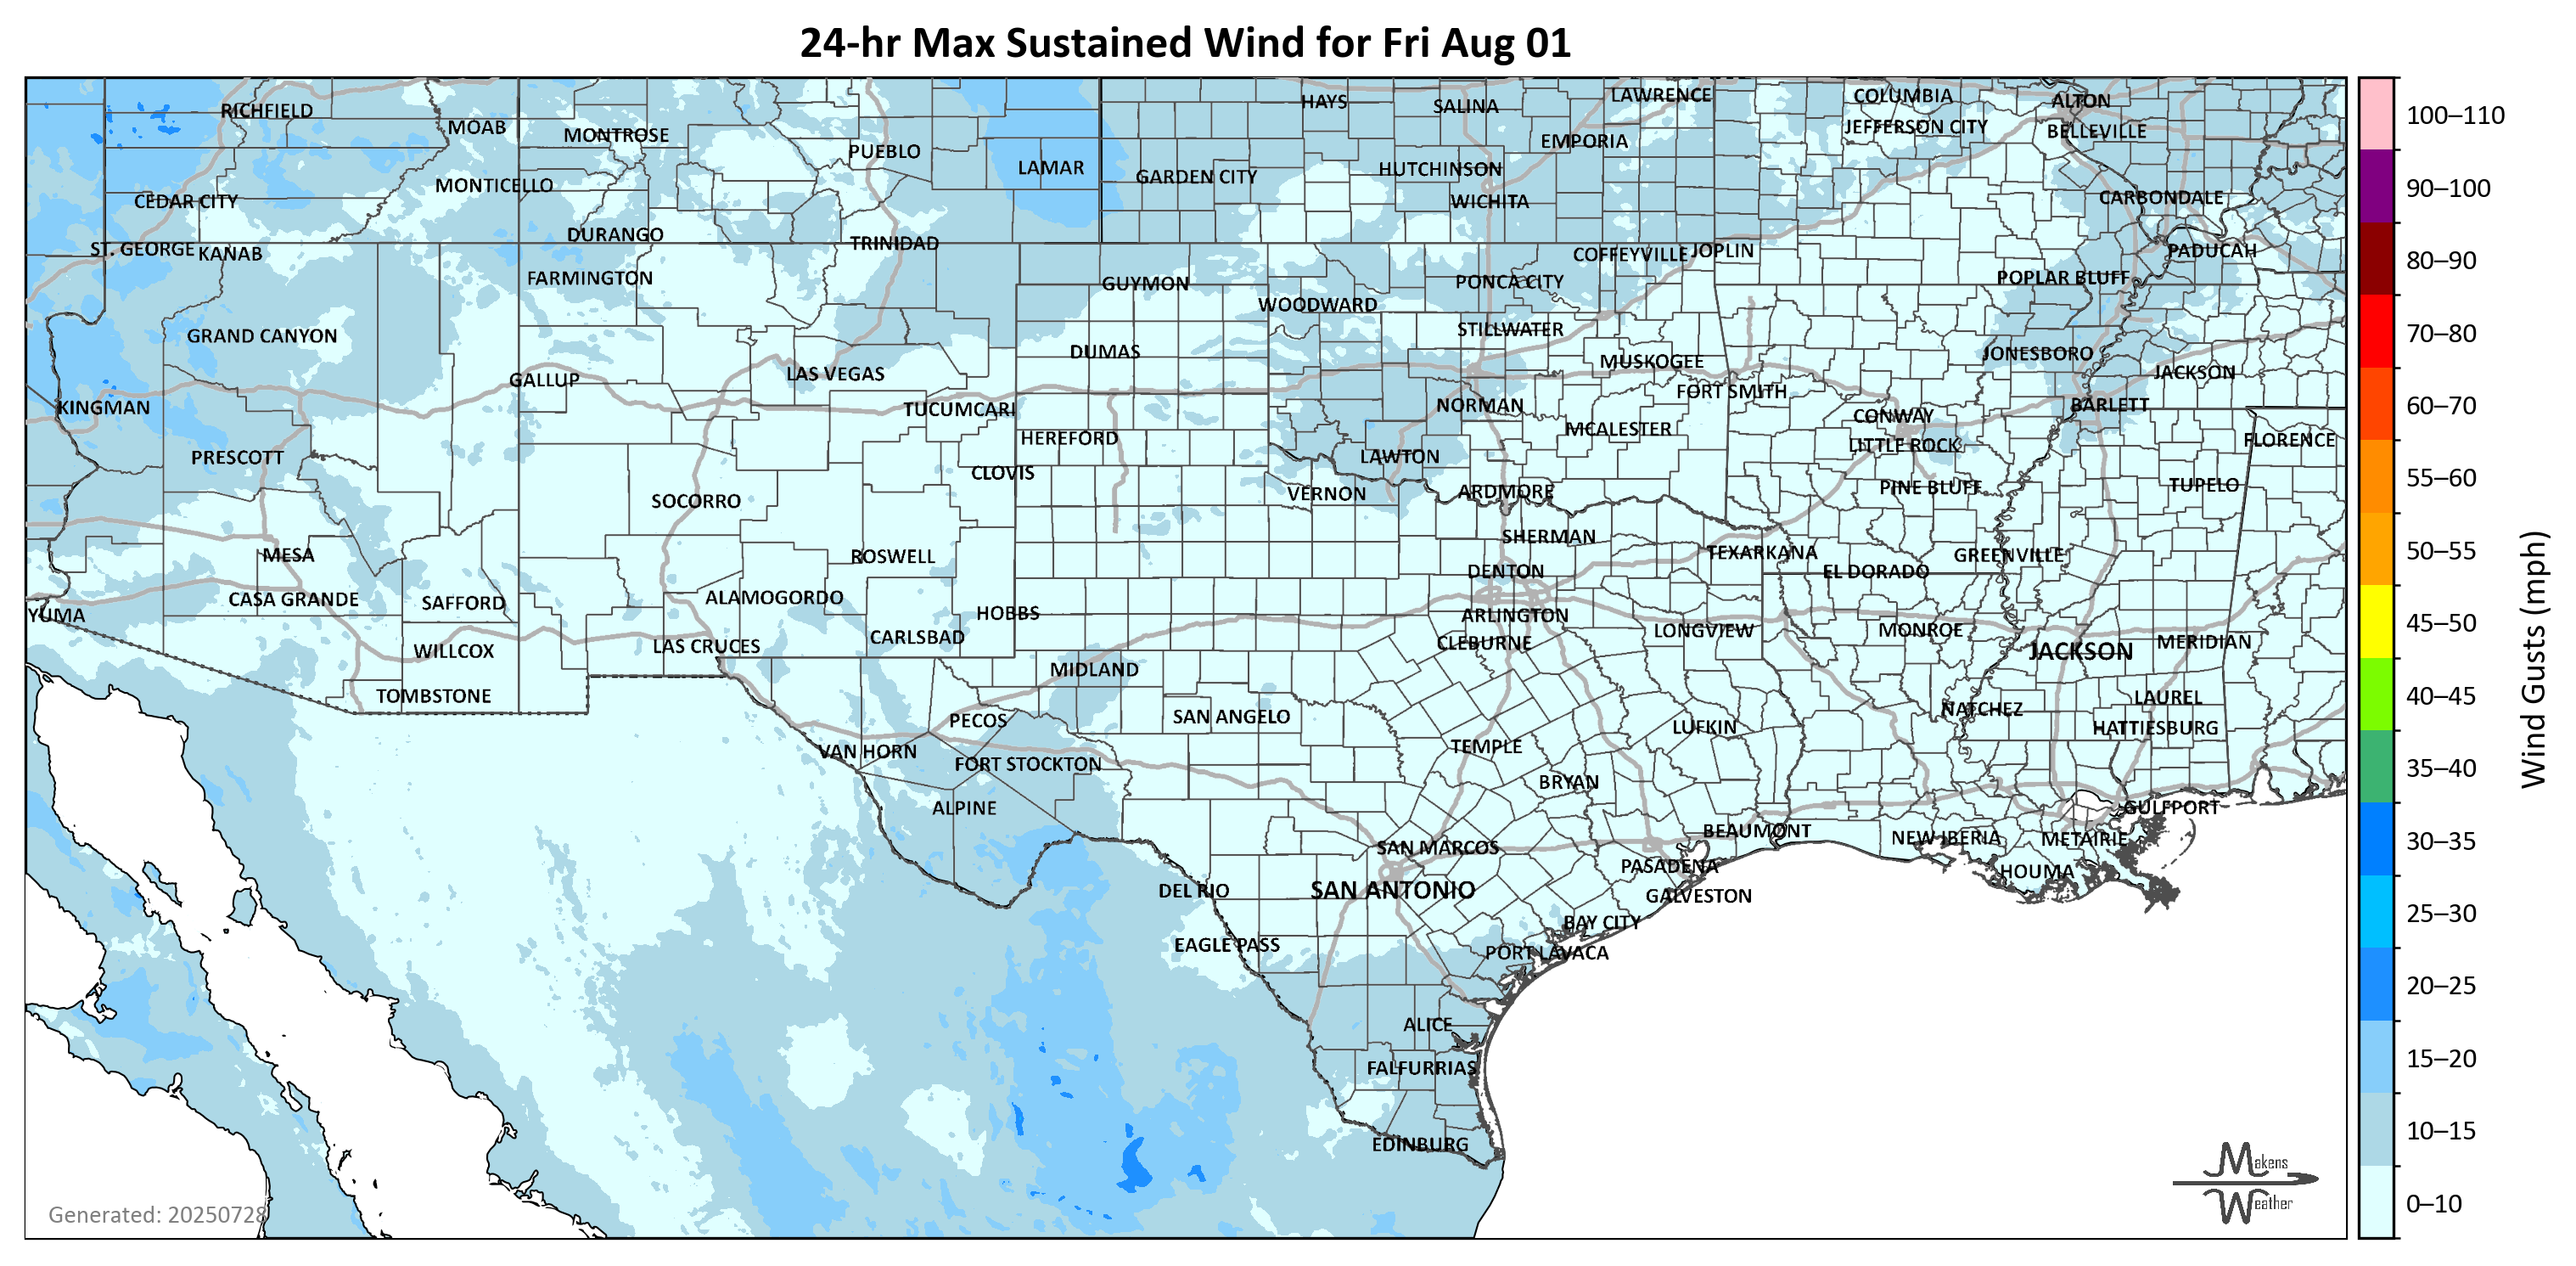 24-hr Max Sustained Wind for Fri Aug 01
RICHFIELD
MOAB
MONTROSE
PUEBLO
LAMAR
HAYS
SALINA
LAWRENCE
COLUMBIA
ALTON
JEFFERSON CITY
BELLEVILLE
EMPORIA
GARDEN CITY
HUTCHINSON
WICHITA
MONTICELLO
CEDAR CITY
CARBONDALE
ST. GEORGE
KANAB
DURANGO
TRINIDAD
COFFEYVILLE
JOPLIN
PADUCAH
FARMINGTON
GUYMON
PONCA CITY
POPLAR BLUFF
WOODWARD
GRAND CANYON
STILLWATER
DUMAS
MUSKOGEE
JONESBORO
GALLUP
LAS VEGAS
FORT SMITH
JACKSON
KINGMAN
TUCUMCARI
NORMAN
CONWAY
BARLETT
PRESCOTT
HEREFORD
MCALESTER
LITTLE ROCK
FLORENCE
CLOVIS
LAWTON
SOCORRO
VERNON
ARDMORE
PINE BLUFF
TUPELO
MESA
ROSWELL
SHERMAN
TEXARKANA
GREENVILLE
DENTON
EL DORADO
CASA GRANDE
SAFFORD
ALAMOGORDO
YUMA
HOBBS
ARLINGTON
WILLCOX
LAS CRUCES
CARLSBAD
CLEBURNE
LONGVIEW
MONROE
JACKSON
MERIDIAN
MIDLAND
TOMBSTONE
LAUREL
PECOS
SAN ANGELO
NATCHEZ
HATTIESBURG
LUFKIN
VAN HORN
FORT STOCKTON
TEMPLE
BRYAN
ALPINE
GULFPORT
SAN MARCOS
BEAUMONT
NEW IBERIA
METAIRIE
PASADENA
HOUMA
DEL RIO
SAN ANTONIO
GALVESTON
BAY CITY
EAGLE PASS
PORT LAVACA
ALICE
FALFURRIAS
EDINBURG
Generated: 20250728
Makens
Weather
100–110
90–100
80–90
70–80
60–70
55–60
50–55
45–50
40–45
35–40
30–35
25–30
20–25
15–20
10–15
0–10
Wind Gusts (mph)